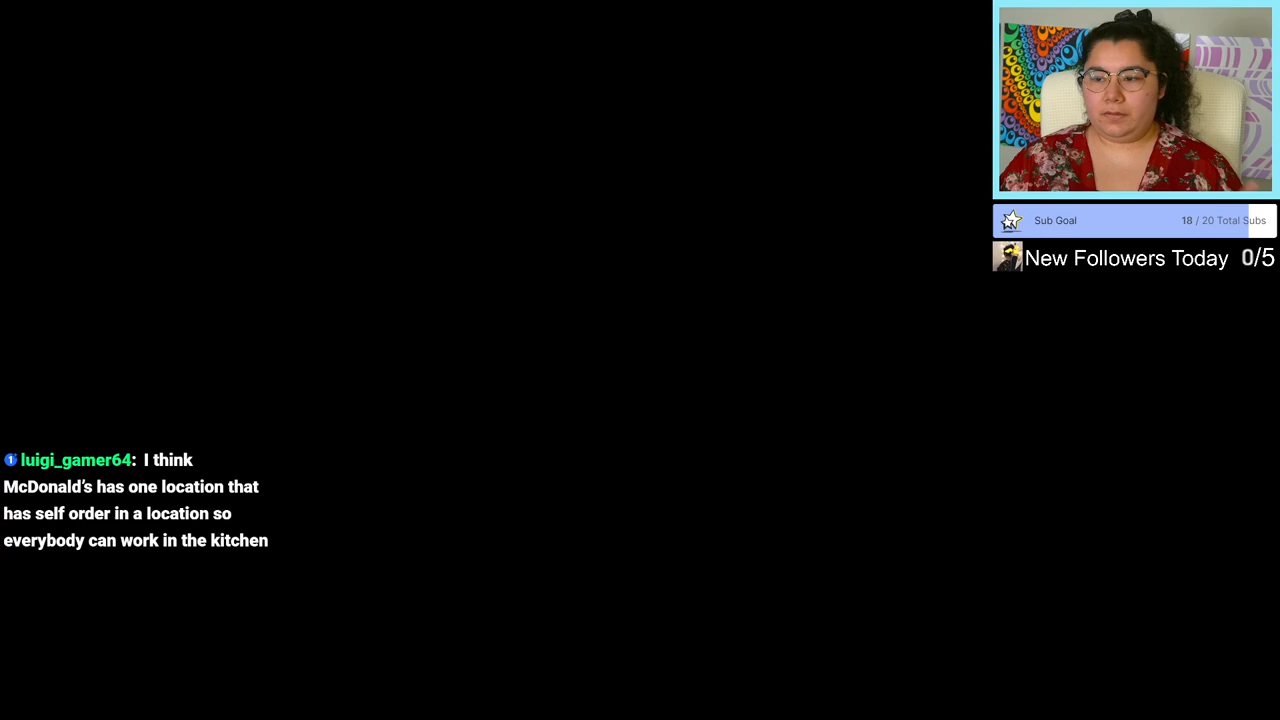 Sub Goal 18 / 20 Total Subs
New Followers Today 0/5
1 luigi_gamer64: I think
McDonald's has one location that
has self order in a location so
everybody can work in the kitchen